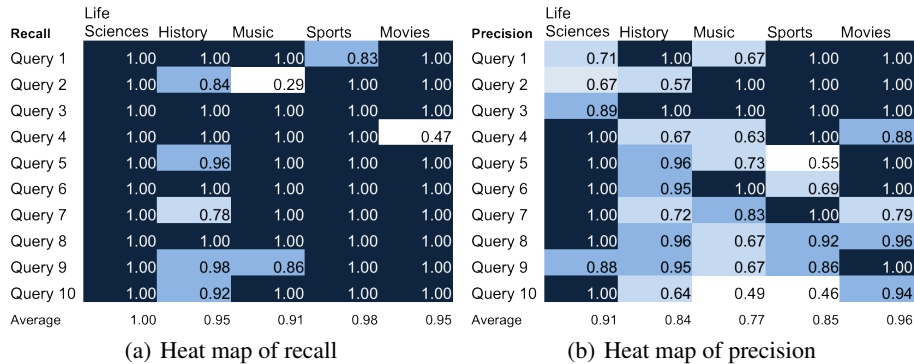 Life
Recall Sciences History Music Sports Movies
Query 1 1.00 1.00 1.00 0.83 1.00
Query 2 1.00 0.84 0.29 1.00 1.00
Query 3 1.00 1.00 1.00 1.00 1.00
Query 4 1.00 1.00 1.00 1.00 0.47
Query 5 1.00 0.96 1.00 1.00 1.00
Query 6 1.00 1.00 1.00 1.00 1.00
Query 7 1.00 0.78 1.00 1.00 1.00
Query 8 1.00 1.00 1.00 1.00 1.00
Query 9 1.00 0.98 0.86 1.00 1.00
Query 10 1.00 0.92 1.00 1.00 1.00
Average 1.00 0.95 0.91 0.98 0.95
(a) Heat map of recall
Life
Precision Sciences History Music Sports Movies
Query 1 0.71 1.00 0.67 1.00 1.00
Query 2 0.67 0.57 1.00 1.00 1.00
Query 3 0.89 1.00 1.00 1.00 1.00
Query 4 1.00 0.67 0.63 1.00 0.88
Query 5 1.00 0.96 0.73 0.55 1.00
Query 6 1.00 0.95 1.00 0.69 1.00
Query 7 1.00 0.72 0.83 1.00 0.79
Query 8 1.00 0.96 0.67 0.92 0.96
Query 9 0.88 0.95 0.67 0.86 1.00
Query 10 1.00 0.64 0.49 0.46 0.94
Average 0.91 0.84 0.77 0.85 0.96
(b) Heat map of precision